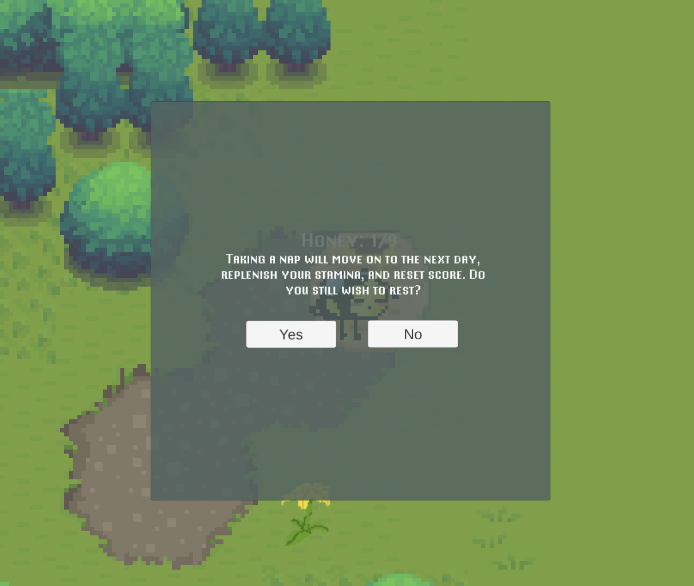 Honey: 1/9
Taking a nap will move on to the next day,
replenish your stamina, and reset score. Do
you still wish to rest?
Yes No